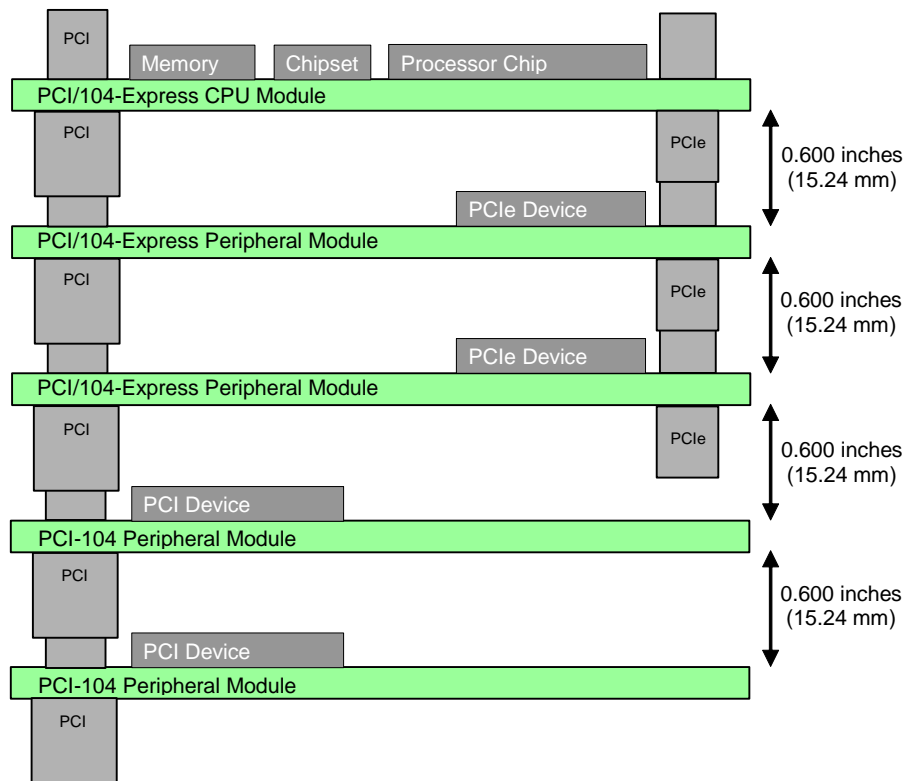 PCI
Memory
Chipset
Processor Chip
PCI/104-Express CPU Module
PCI
PCIe
0.600 inches
(15.24 mm)
PCIe Device
PCI/104-Express Peripheral Module
PCI
PCIe
0.600 inches
(15.24 mm)
PCIe Device
PCI/104-Express Peripheral Module
PCI
PCIe
0.600 inches
(15.24 mm)
PCI Device
PCI-104 Peripheral Module
PCI
0.600 inches
(15.24 mm)
PCI Device
PCI-104 Peripheral Module
PCI